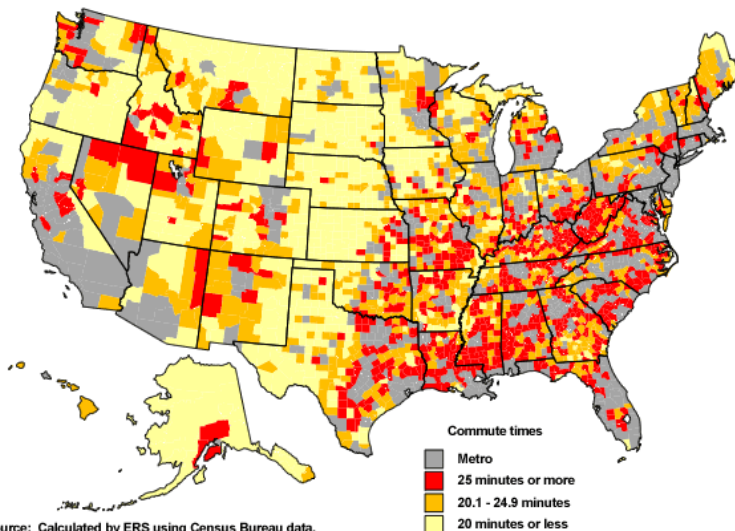 Commute times
Metro
25 minutes or more
20.1 - 24.9 minutes
20 minutes or less
Calculated by ERS using Census Bureau data.